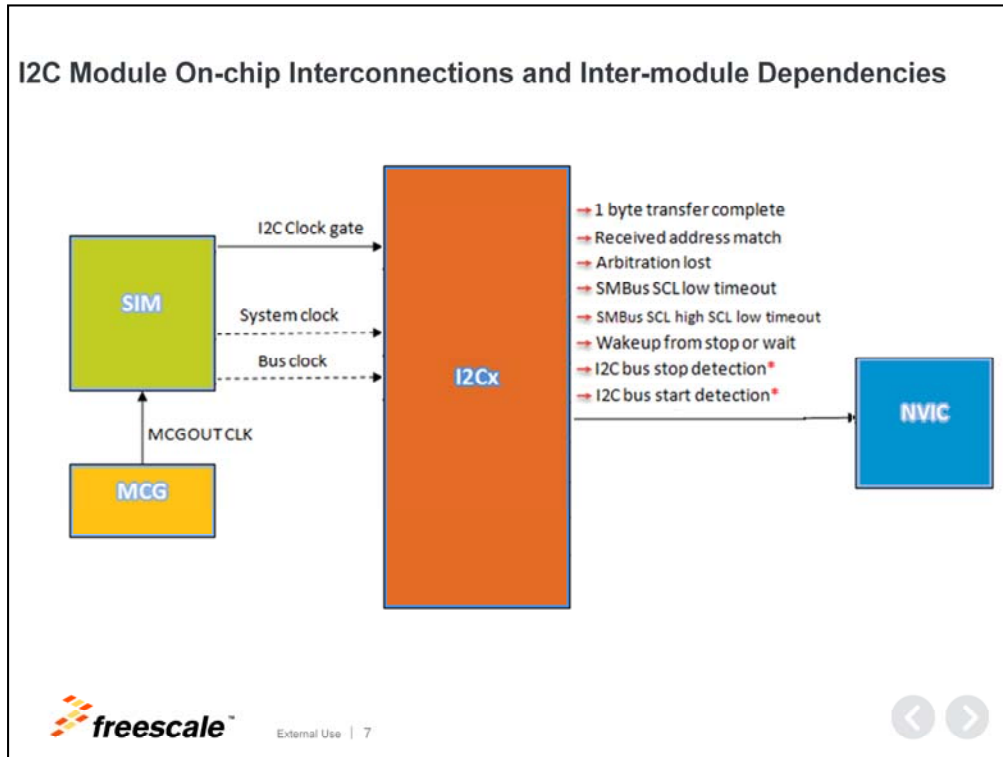 I2C Module On-chip Interconnections and Inter-module Dependencies
I2C Clock gate
SIM
System clock
Bus clock
MCGOUT CLK
MCG
I2Cx
→ 1 byte transfer complete
→ Received address match
→ Arbitration lost
→ SMBus SCL low timeout
→ SMBus SCL high SCL low timeout
→ Wakeup from stop or wait
→ I2C bus stop detection*
→ I2C bus start detection*
NVIC
freescale™
External Use | 7